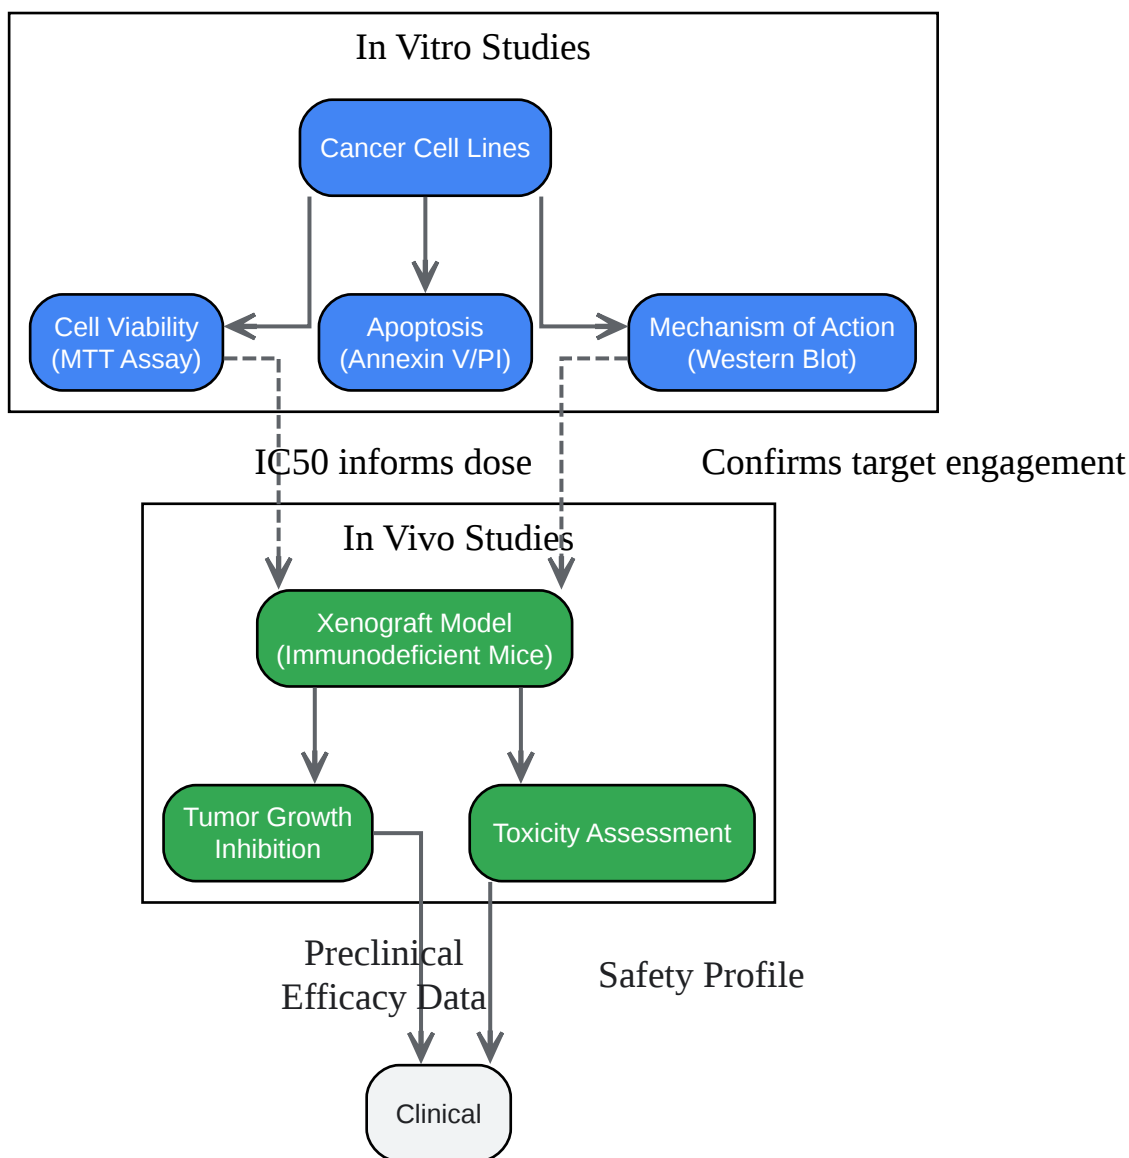 In Vitro Studies
Cancer Cell Lines
Cell Viability
(MTT Assay)
Apoptosis
(Annexin V/PI)
Mechanism of Action
(Western Blot)
IC50 informs dose
Confirms target engagement
In Vivo Studies
Xenograft Model
(Immunodeficient Mice)
Tumor Growth
Inhibition
Toxicity Assessment
Preclinical
Efficacy Data
Safety Profile
Clinical